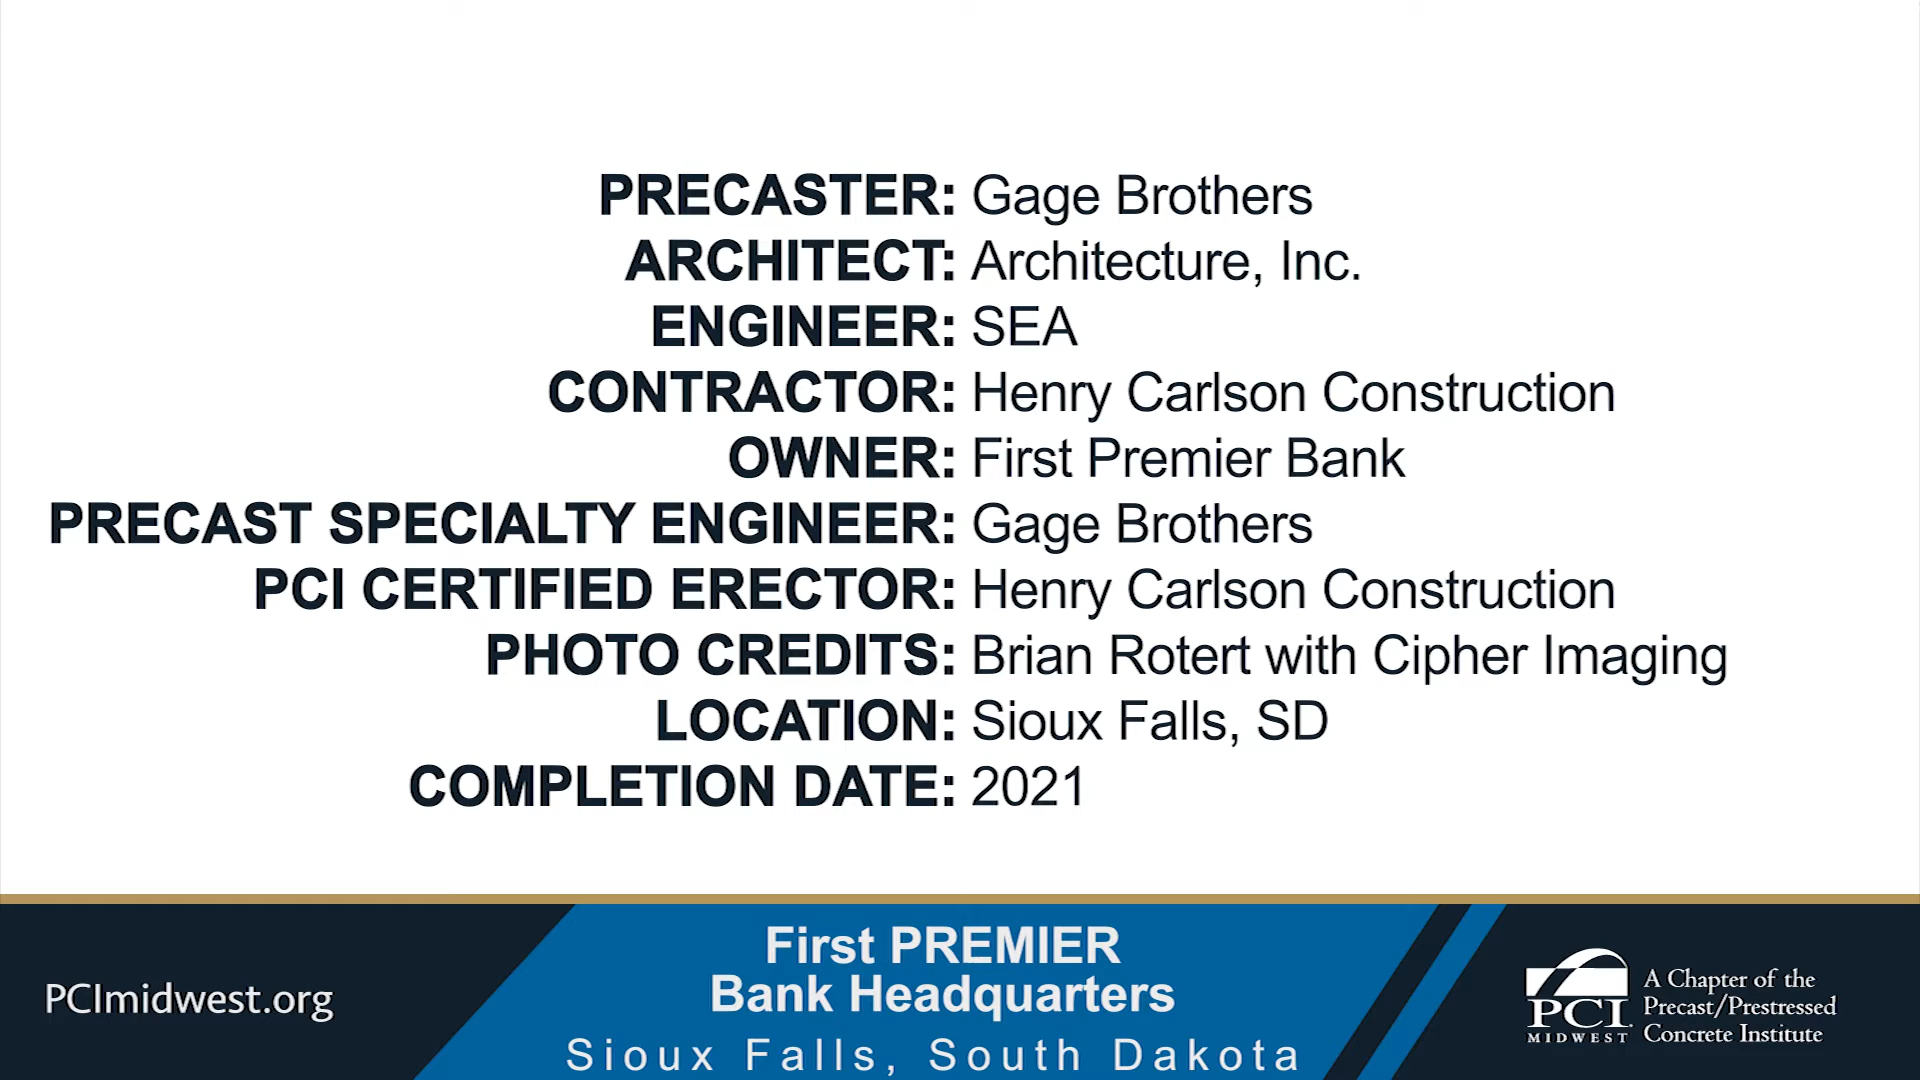 PRECASTER: Gage Brothers
ARCHITECT: Architecture, Inc.
ENGINEER: SEA
CONTRACTOR: Henry Carlson Construction
OWNER: First Premier Bank
PRECAST SPECIALTY ENGINEER: Gage Brothers
PCI CERTIFIED ERECTOR: Henry Carlson Construction
PHOTO CREDITS: Brian Rotert with Cipher Imaging
LOCATION: Sioux Falls, SD
COMPLETION DATE: 2021
PCImidwest.org
First PREMIER
Bank Headquarters
Sioux Falls, South Dakota
PCI
MIDWEST
A Chapter of the
Precast/Prestressed
Concrete Institute